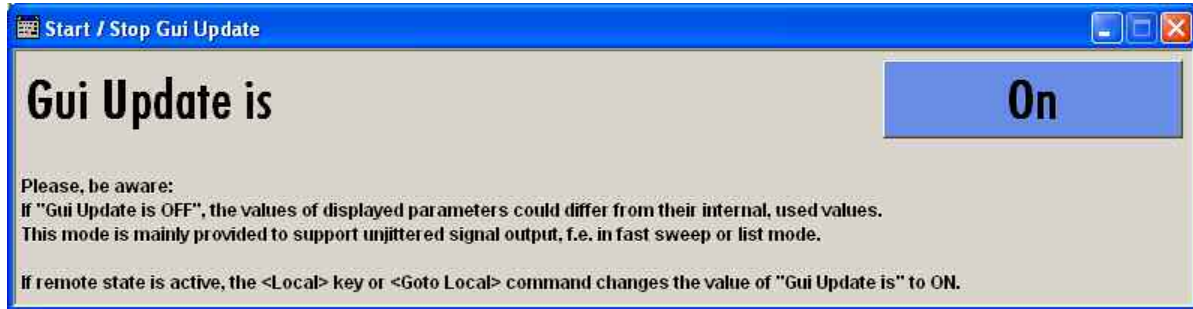 Start / Stop Gui Update
Gui Update is
On
Please, be aware:
If "Gui Update is OFF", the values of displayed parameters could differ from their internal, used values.
This mode is mainly provided to support unjittered signal output, f.e. in fast sweep or list mode.
If remote state is active, the <Local> key or <Goto Local> command changes the value of "Gui Update is" to ON.